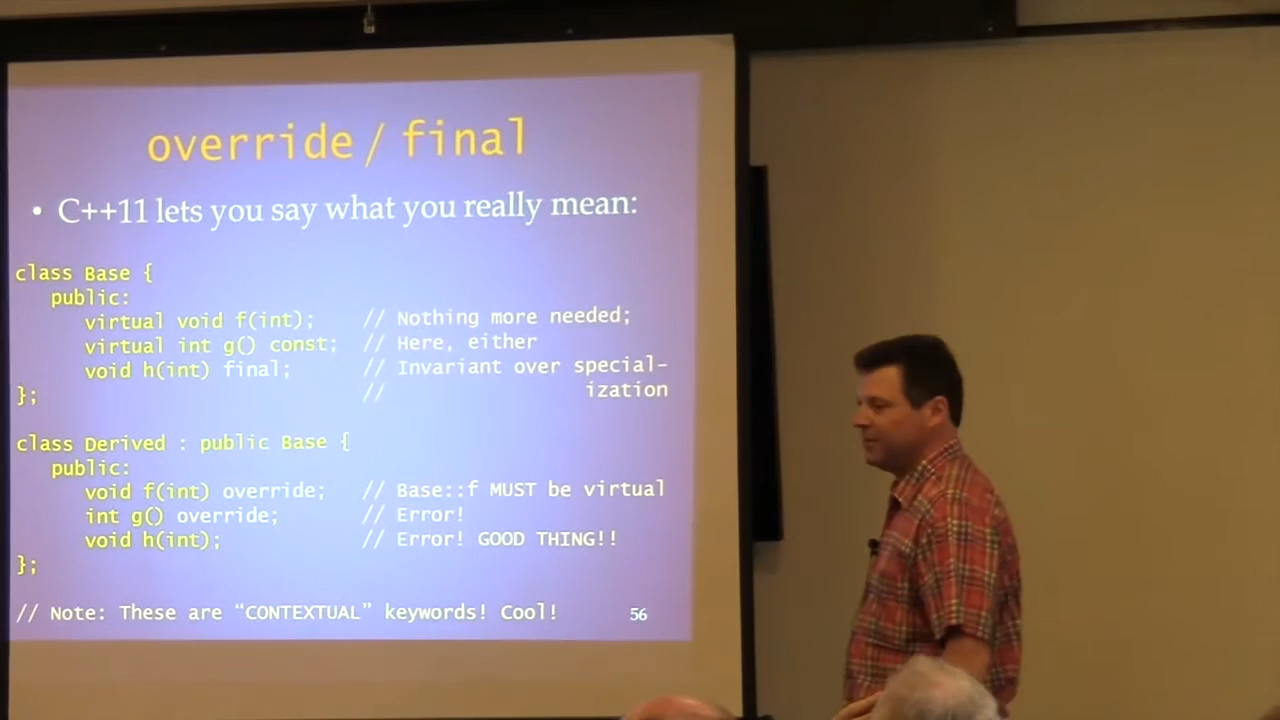 override / final
• C++11 lets you say what you really mean:
class Base {
public:
virtual void f(int); // Nothing more needed;
virtual int g() const; // Here, either
void h(int) final; // Invariant over special-
}; // ization
class Derived : public Base {
public:
void f(int) override; // Base::f MUST be virtual
int g() override; // Error!
void h(int); // Error! GOOD THING!!
};
// Note: These are “CONTEXTUAL” keywords! Cool! 56